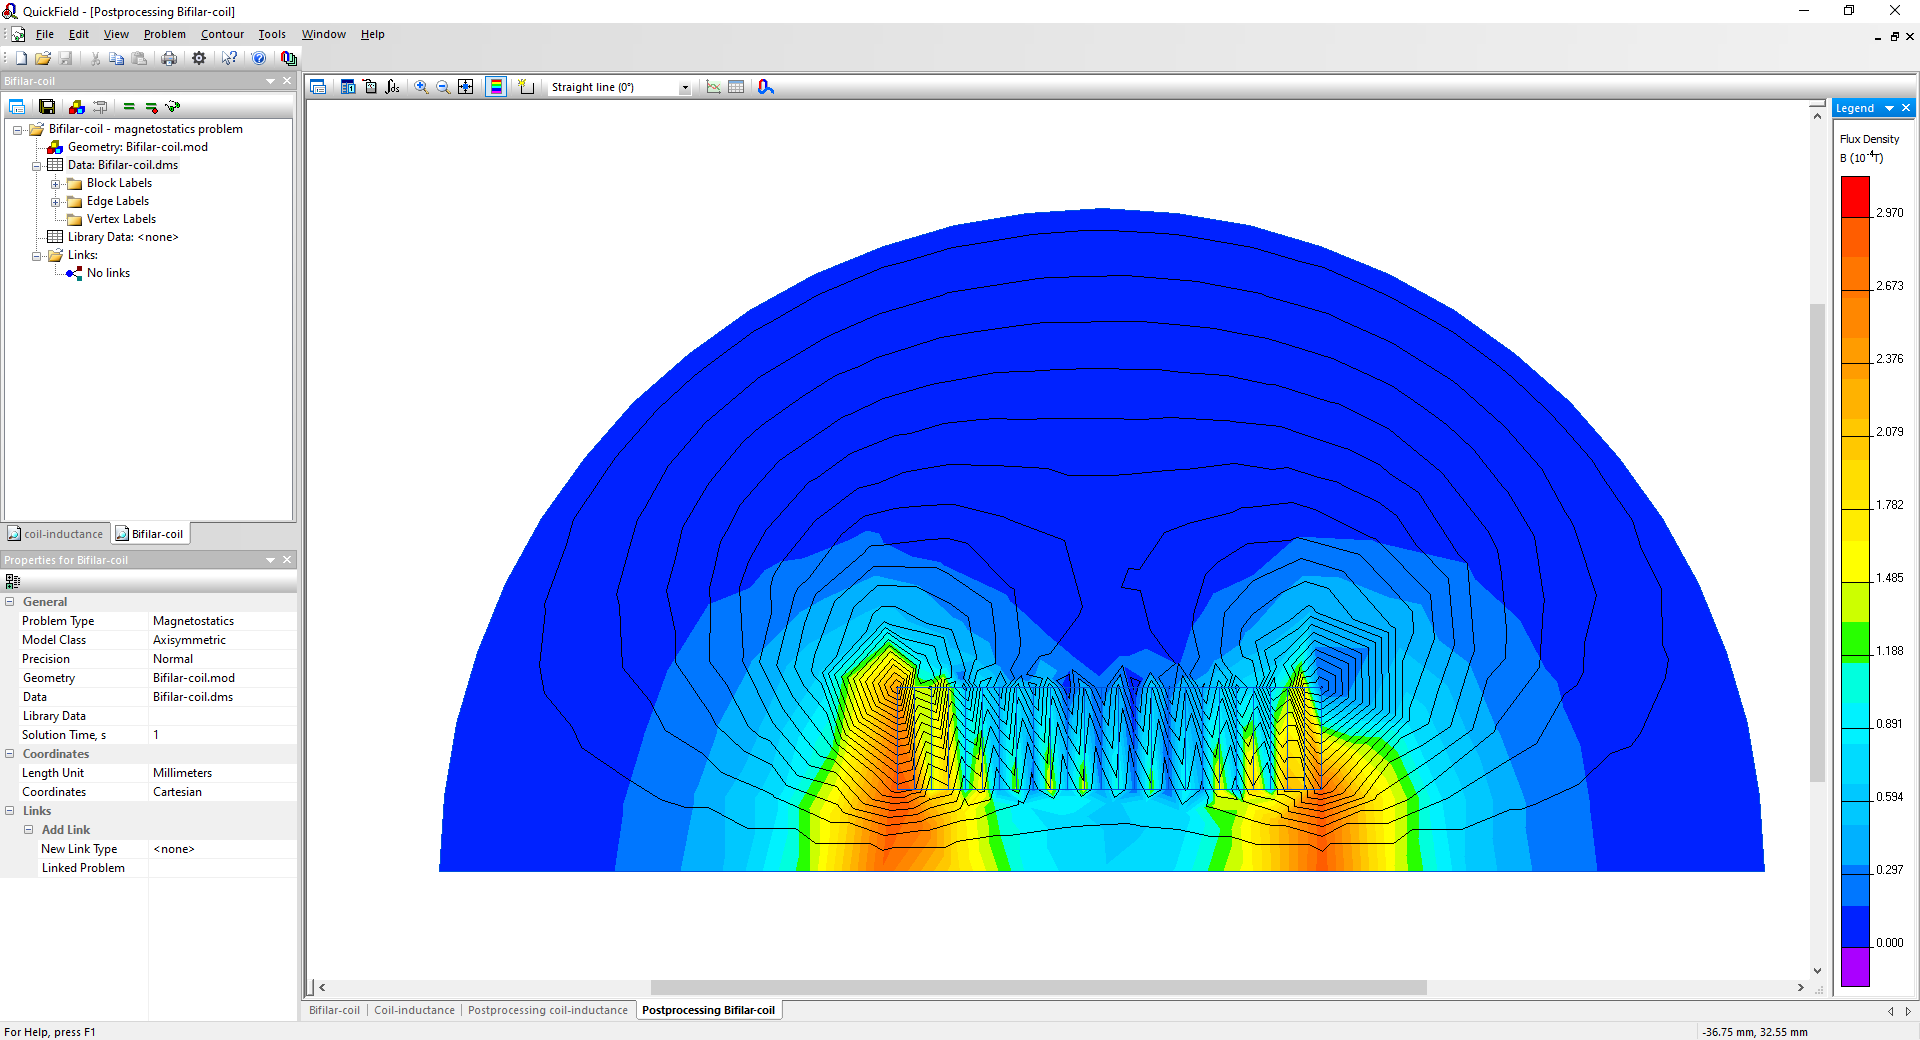 QuickField - [Postprocessing Bifilar-coil]
File Edit View Problem Contour Tools Window Help
Bifilar-coil
Bifilar-coil - magnetostatics problem
Geometry: Bifilar-coil.mod
Data: Bifilar-coil.dms
Block Labels
Edge Labels
Vertex Labels
Library Data: <none>
Links:
No links
coil-inductance Bifilar-coil
Properties for Bifilar-coil
General
Problem Type Magnetostatics
Model Class Axisymmetric
Precision Normal
Geometry Bifilar-coil.mod
Data Bifilar-coil.dms
Library Data
Solution Time, s 1
Coordinates
Length Unit Millimeters
Coordinates Cartesian
Links
Add Link
New Link Type <none>
Linked Problem
Straight line (0°)
Legend
Flux Density
B (10⁻⁴T)
2.970
2.673
2.376
2.079
1.782
1.485
1.188
0.891
0.594
0.297
0.000
Bifilar-coil Coil-inductance Postprocessing coil-inductance Postprocessing Bifilar-coil
For Help, press F1
-36.75 mm, 32.55 mm